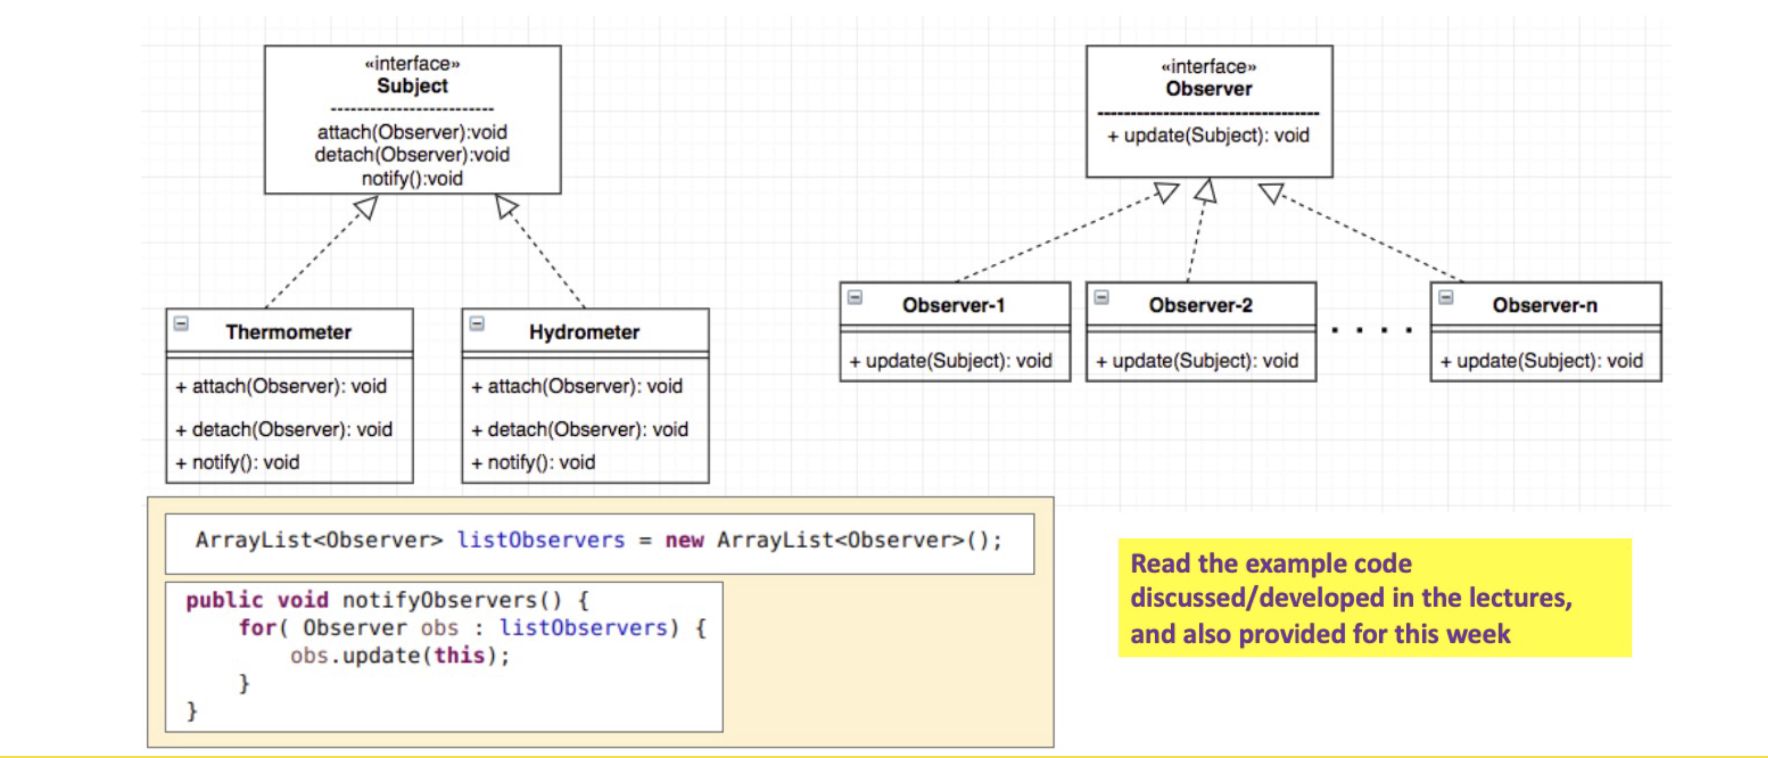 «interface»
Subject
-------------------------
attach(Observer):void
detach(Observer):void
notify():void
«interface»
Observer
----------------------------------
+ update(Subject): void
Thermometer
+ attach(Observer): void
+ detach(Observer): void
+ notify(): void
Hydrometer
+ attach(Observer): void
+ detach(Observer): void
+ notify(): void
Observer-1
+ update(Subject): void
Observer-2
+ update(Subject): void
. . . .
Observer-n
+ update(Subject): void
ArrayList<Observer> listObservers = new ArrayList<Observer>();
public void notifyObservers() {
for( Observer obs : listObservers) {
obs.update(this);
}
}
Read the example code
discussed/developed in the lectures,
and also provided for this week